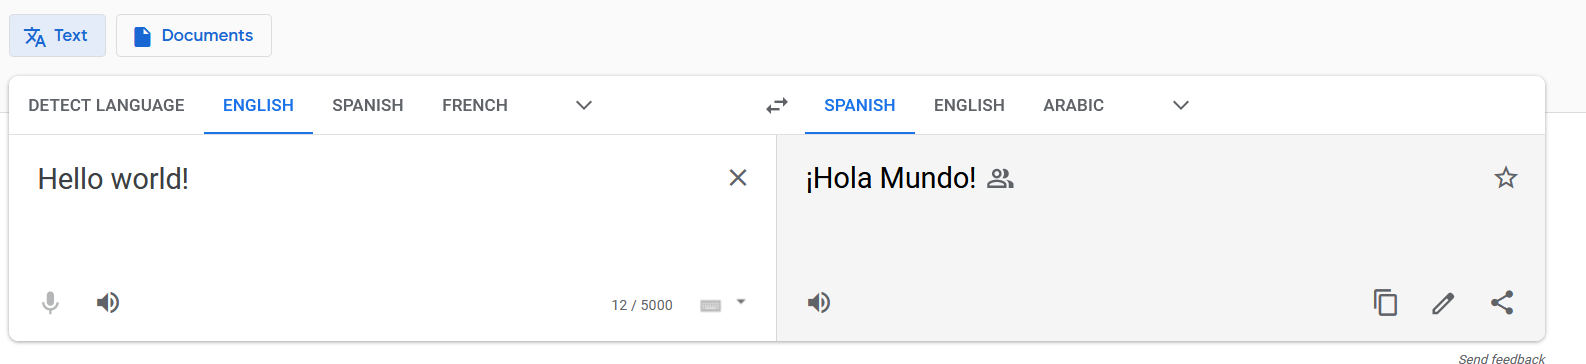 Text Documents
DETECT LANGUAGE ENGLISH SPANISH FRENCH SPANISH ENGLISH ARABIC
Hello world! ¡Hola Mundo!
12 / 5000
Send feedback